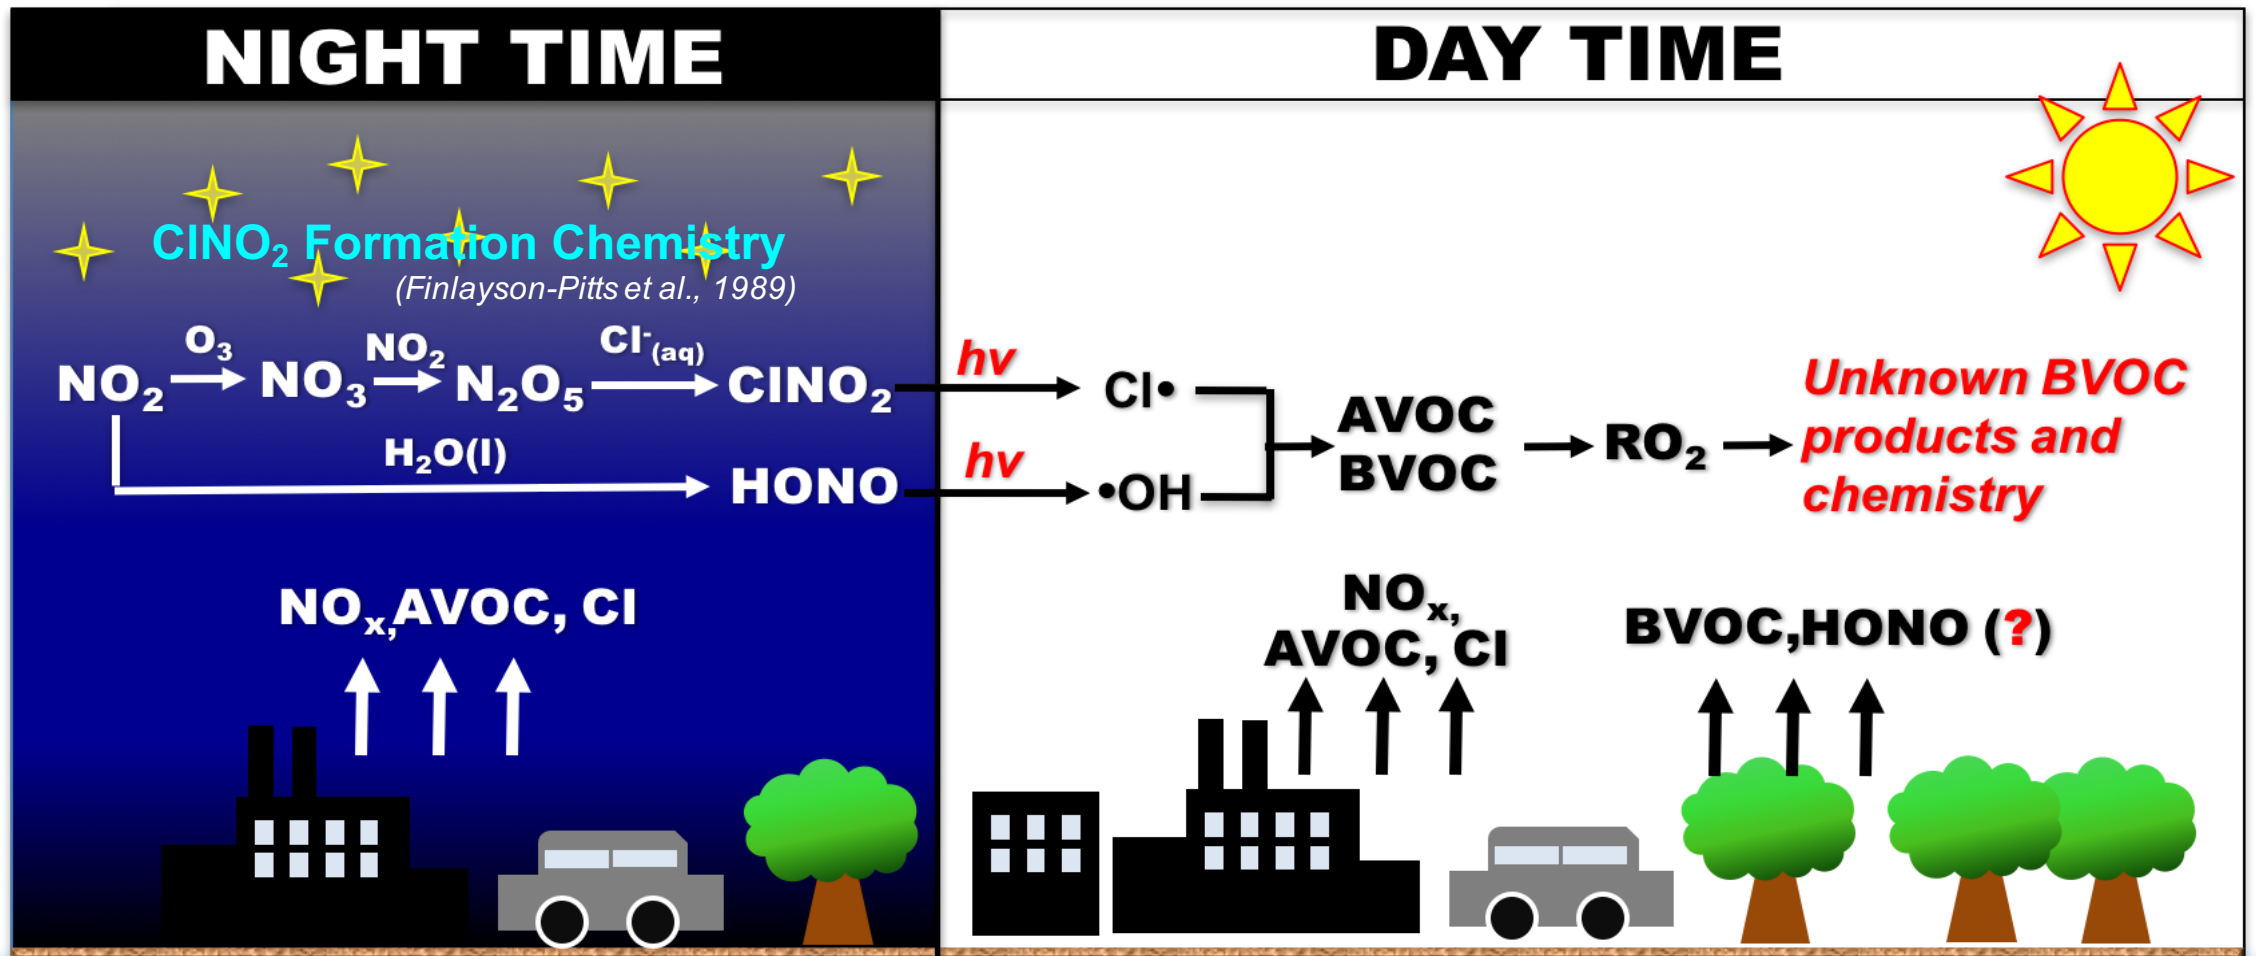 NIGHT TIME
DAY TIME
ClNO₂ Formation Chemistry
(Finlayson-Pitts et al., 1989)
O₃
NO₂
Cl⁻(aq)
NO₂ NO₃ N₂O₅ ClNO₂
H₂O(l)
HONO
hv
Cl•
hv
•OH
AVOC
BVOC
RO₂
Unknown BVOC
products and
chemistry
NOₓ,AVOC, Cl
NOₓ,
AVOC, Cl
BVOC,HONO (?)